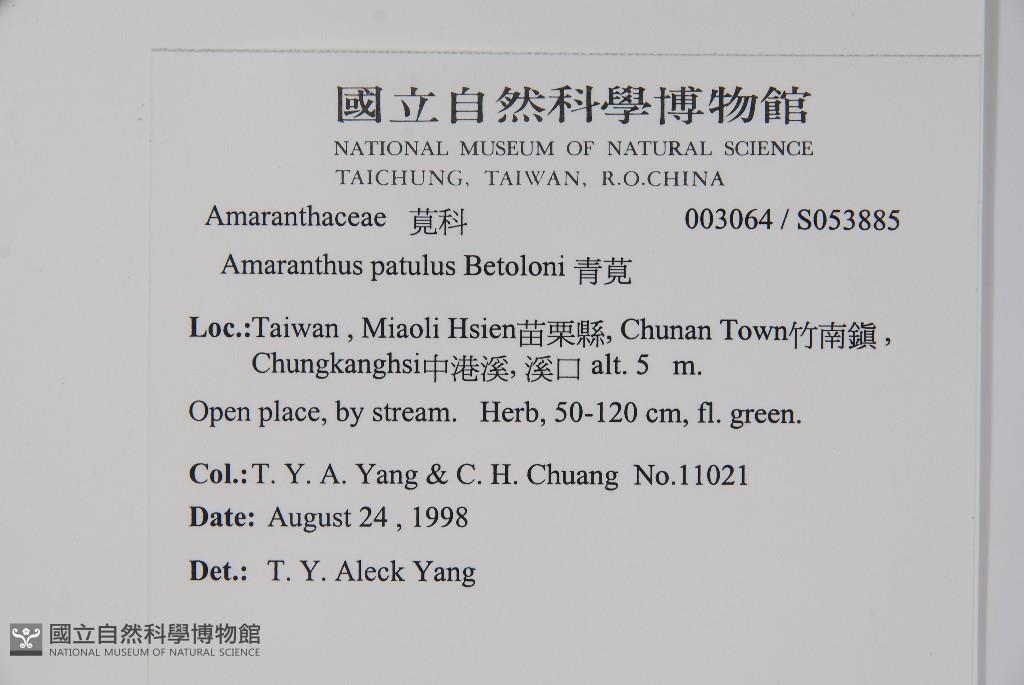 國立自然科學博物館
NATIONAL MUSEUM OF NATURAL SCIENCE
TAICHUNG, TAIWAN, R.O.CHINA
Amaranthaceae 莧科 003064 / S053885
Amaranthus patulus Betoloni 青莧
Loc.:Taiwan , Miaoli Hsien苗栗縣, Chunan Town竹南鎭 ,
Chungkanghsi中港溪, 溪口 alt. 5 m.
Open place, by stream. Herb, 50-120 cm, fl. green.
Col.:T. Y. A. Yang & C. H. Chuang No.11021
Date: August 24 , 1998
Det.: T. Y. Aleck Yang
國立自然科學博物館
NATIONAL MUSEUM OF NATURAL SCIENCE